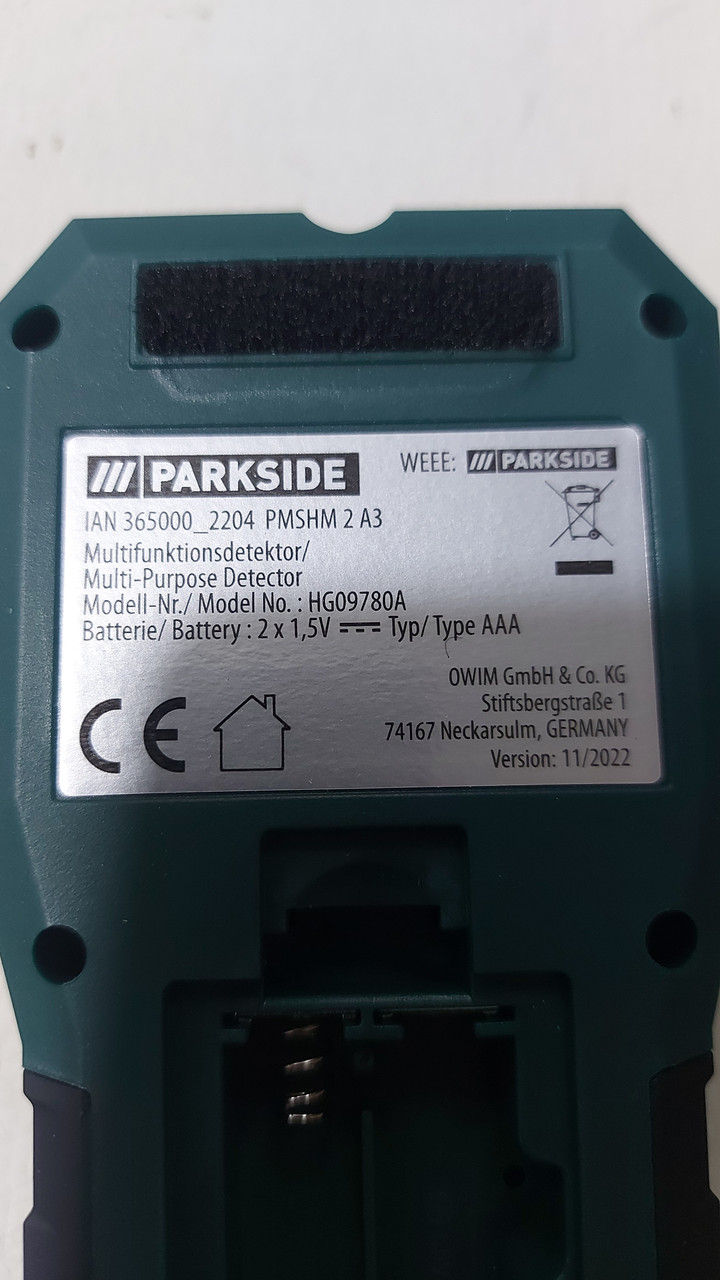 PARKSIDE
WEEE: PARKSIDE
IAN 365000_2204 PMSHM 2 A3
Multifunktionsdetektor/
Multi-Purpose Detector
Modell-Nr./ Model No. : HG09780A
Batterie/ Battery : 2 x 1,5V ⎓ Typ/ Type AAA
OWIM GmbH & Co. KG
Stiftsbergstraße 1
74167 Neckarsulm, GERMANY
Version: 11/2022
CE